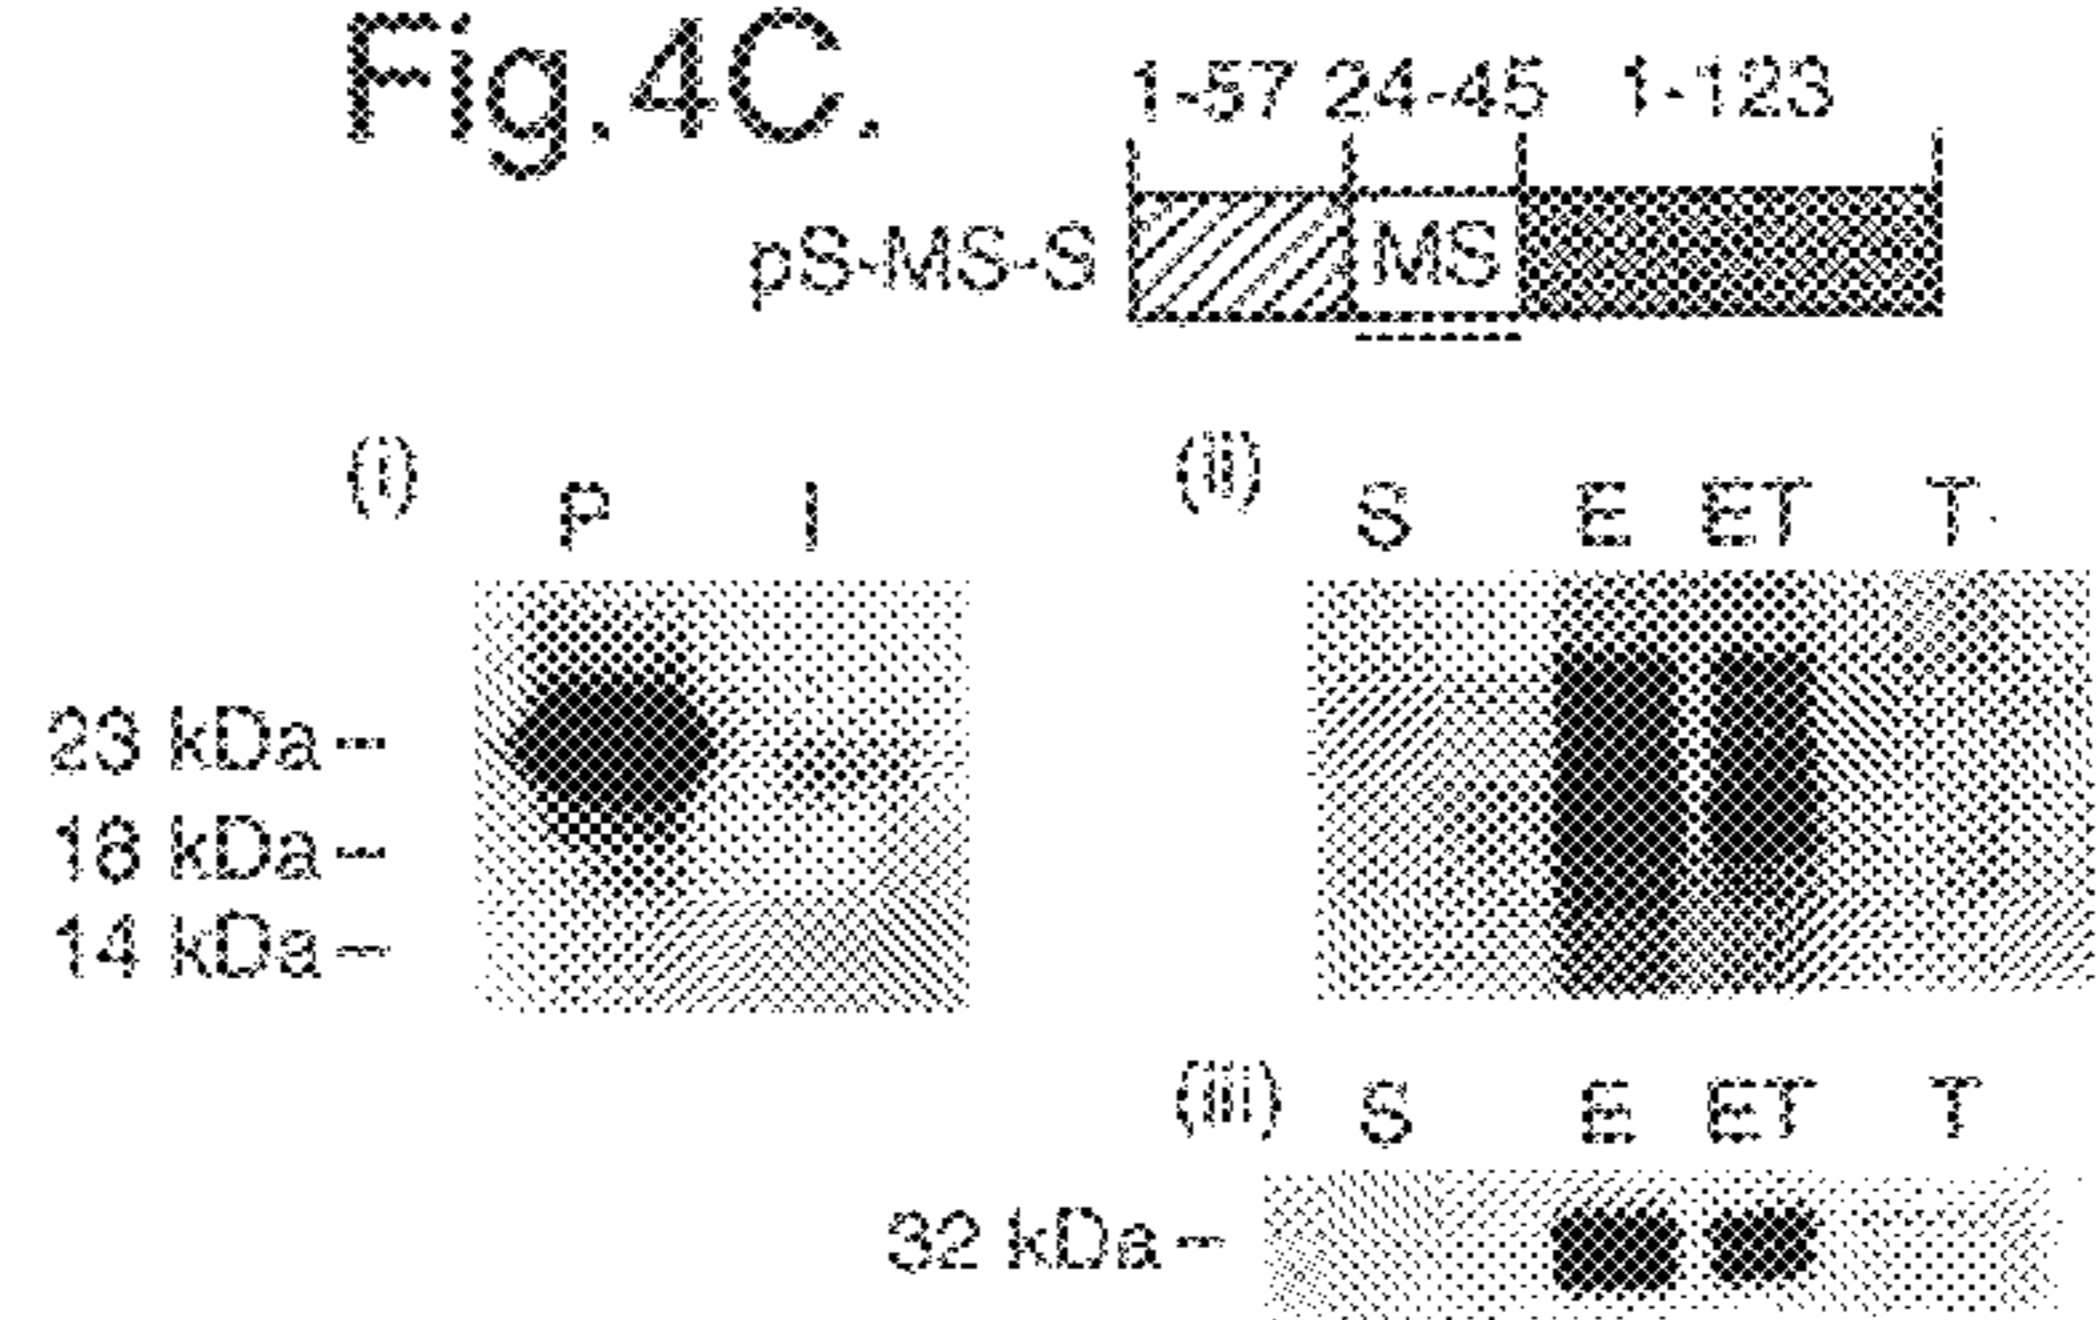 Fig.4C.
1-57 24-45 1-123
pS-MS-S
MS
(i)
P I
23 kDa
18 kDa
14 kDa
(ii)
S E ET T
(iii)
S E ET T
32 kDa